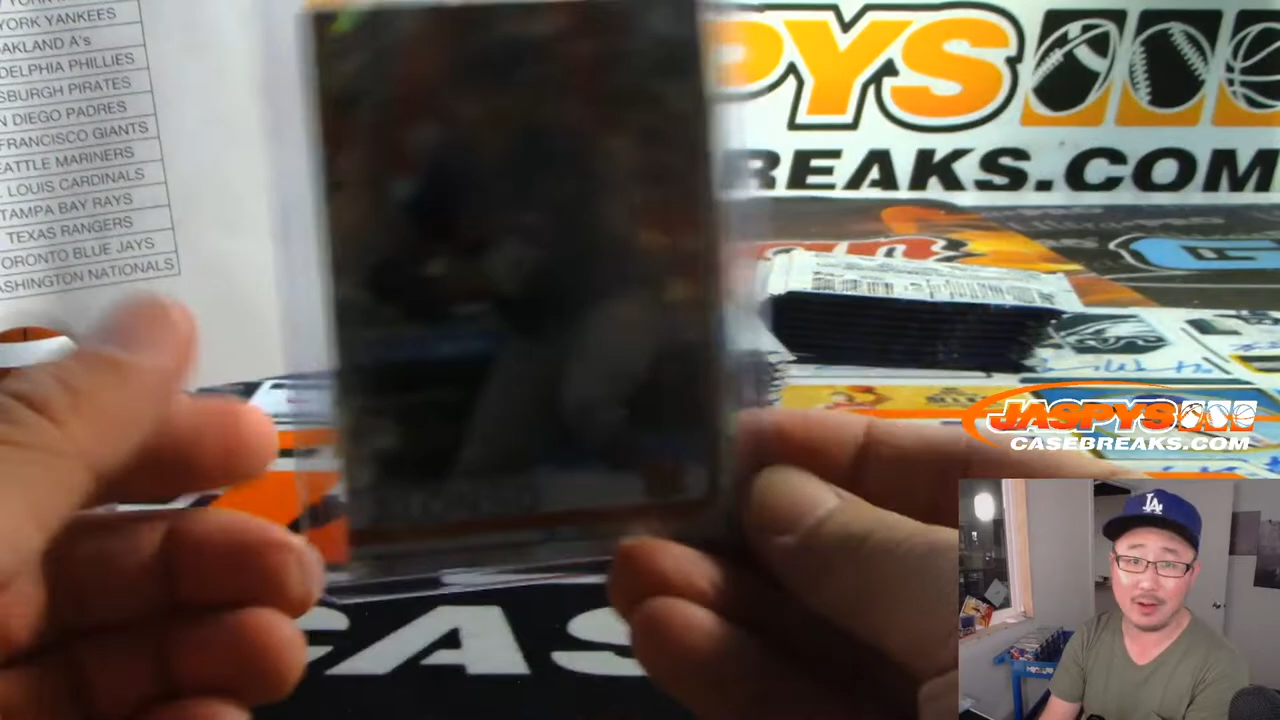 YORK YANKEES
OAKLAND A's
DELPHIA PHILLIES
SBURGH PIRATES
N DIEGO PADRES
FRANCISCO GIANTS
EATTLE MARINERS
. LOUIS CARDINALS
TAMPA BAY RAYS
TEXAS RANGERS
ORONTO BLUE JAYS
ASHINGTON NATIONALS
PYS
BREAKS.COM
JASPYS
CASEBREAKS.COM
LA
CAS